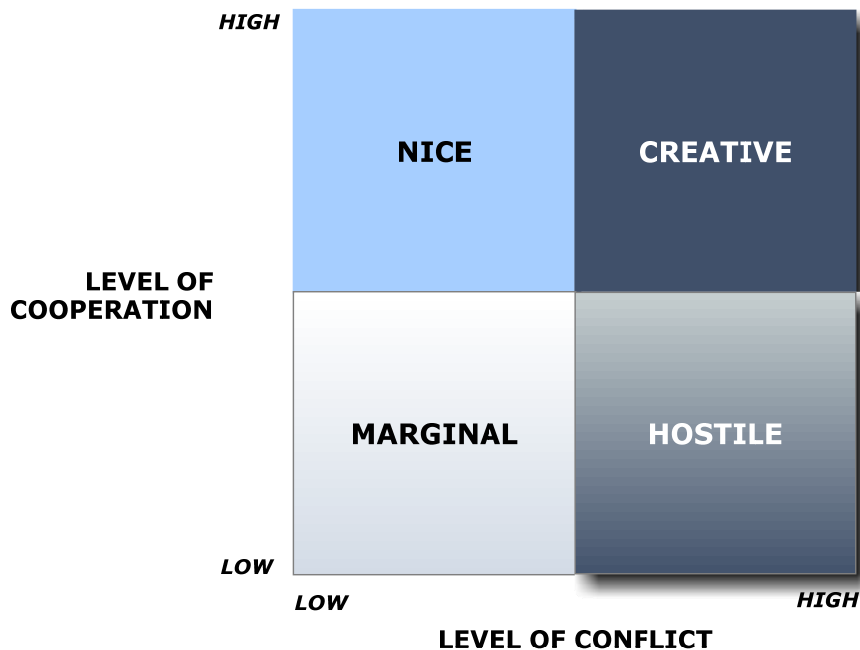 HIGH
NICE
CREATIVE
LEVEL OF
COOPERATION
MARGINAL
HOSTILE
LOW
LOW
HIGH
LEVEL OF CONFLICT